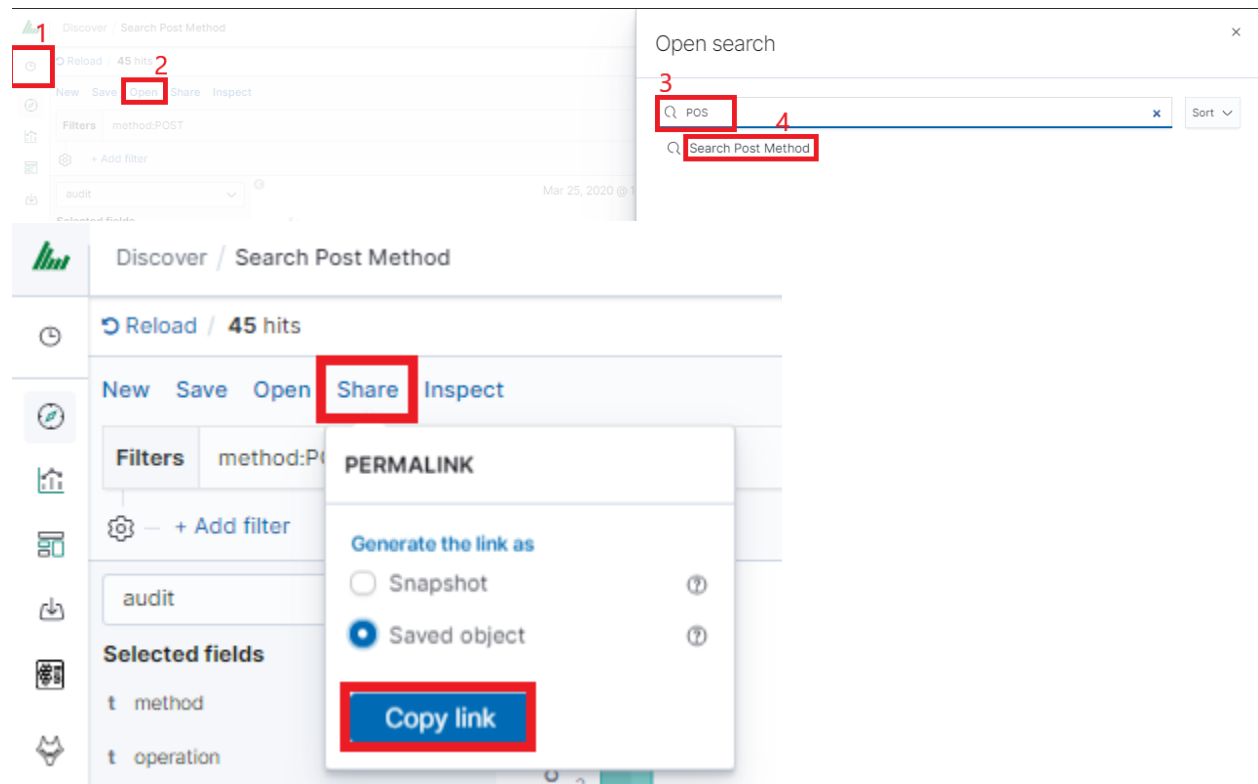 1
Discover / Search Post Method
Reload / 45 hits
2
New Save Open Share Inspect
Filters method:POST
+ Add filter
audit
Mar 25, 2020 @ 1
Selected fields
Open search
×
3
POS
×
Sort
4
Search Post Method
Discover / Search Post Method
Reload / 45 hits
New Save Open Share Inspect
Filters method:PO
PERMALINK
+ Add filter
Generate the link as
Snapshot
audit
Saved object
Selected fields
t method
Copy link
t operation